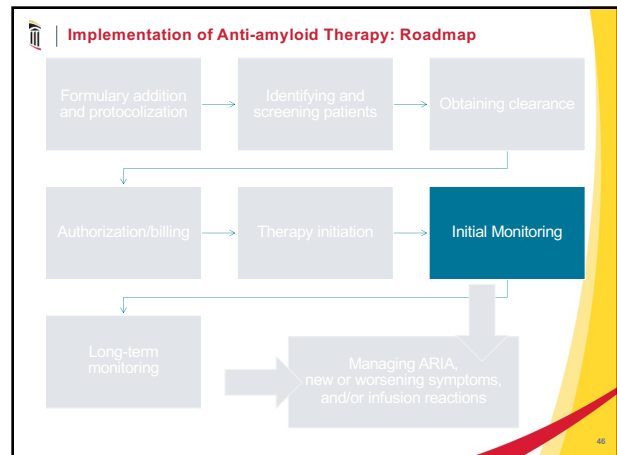 Implementation of Anti-amyloid Therapy: Roadmap
Formulary addition
and protocolization
Identifying and
screening patients
Obtaining clearance
Authorization/billing
Therapy initiation
Initial Monitoring
Long-term
monitoring
Managing ARIA,
new or worsening symptoms,
and/or infusion reactions
46